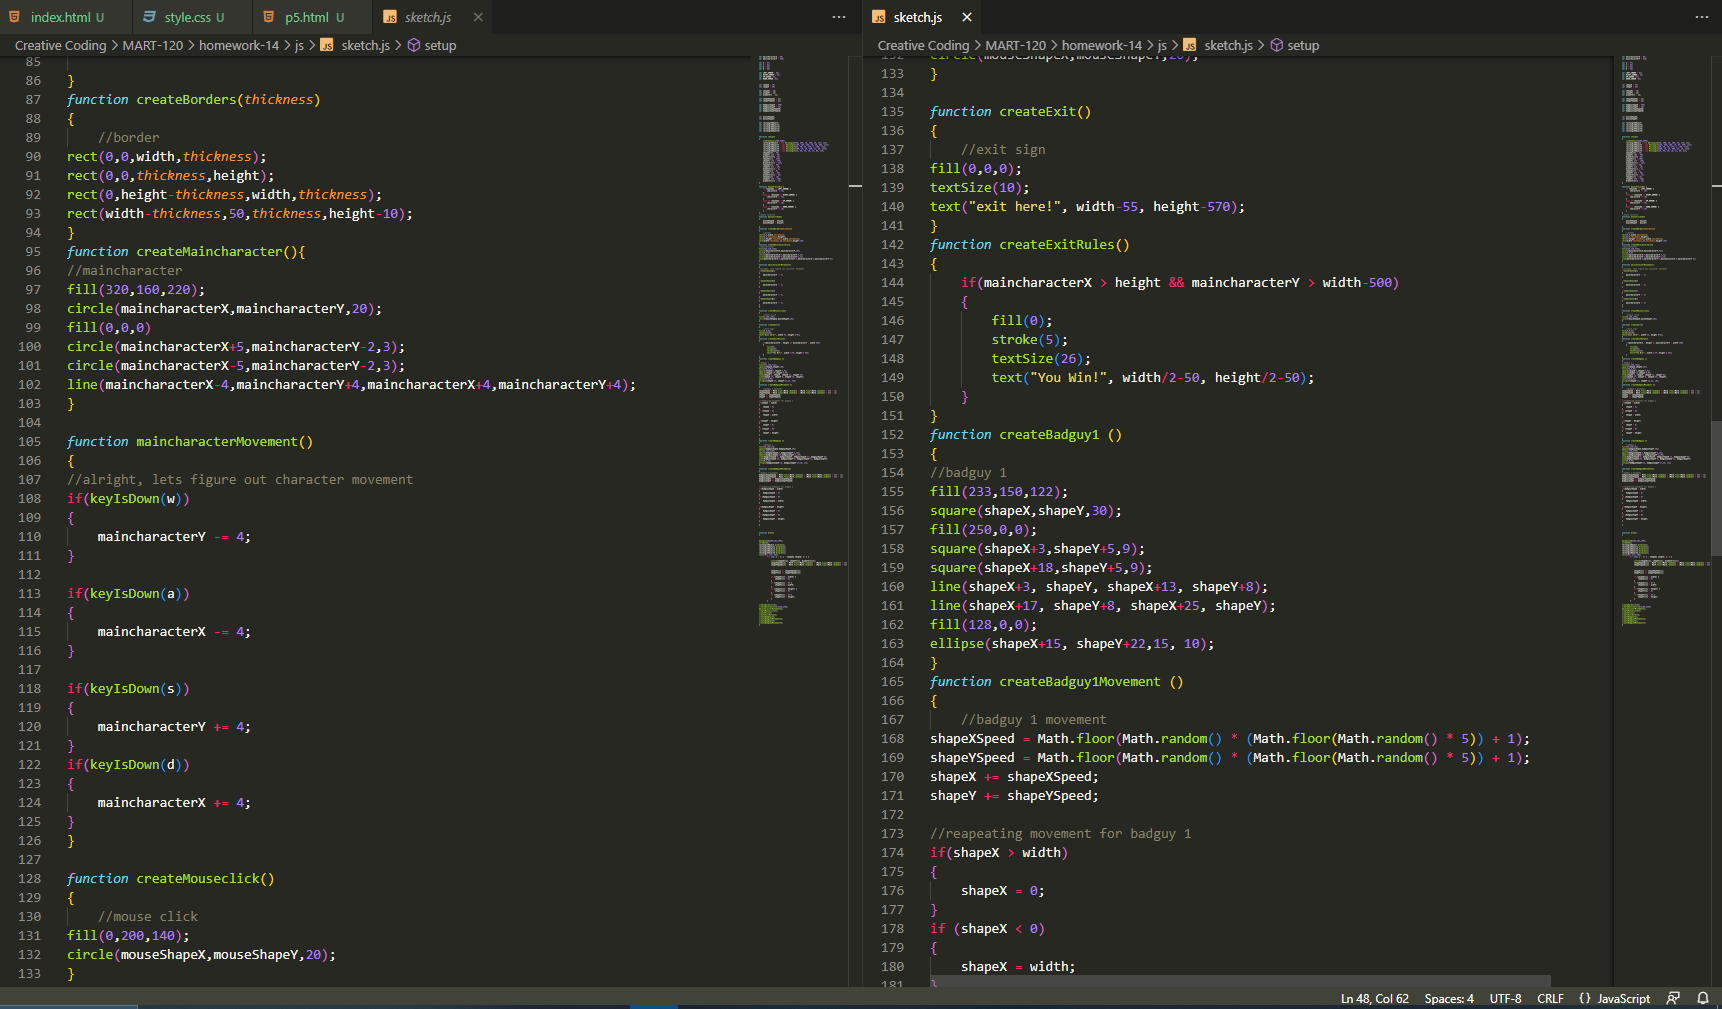 index.html U
style.css U
p5.html U
JS sketch.js
Creative Coding > MART-120 > homework-14 > js > JS sketch.js > setup
85
86 }
87 function createBorders(thickness)
88 {
89 //border
90 rect(0,0,width,thickness);
91 rect(0,0,thickness,height);
92 rect(0,height-thickness,width,thickness);
93 rect(width-thickness,50,thickness,height-10);
94 }
95 function createMaincharacter(){
96 //maincharacter
97 fill(320,160,220);
98 circle(maincharacterX,maincharacterY,20);
99 fill(0,0,0)
100 circle(maincharacterX+5,maincharacterY-2,3);
101 circle(maincharacterX-5,maincharacterY-2,3);
102 line(maincharacterX-4,maincharacterY+4,maincharacterX+4,maincharacterY+4);
103 }
104
105 function maincharacterMovement()
106 {
107 //alright, lets figure out character movement
108 if(keyIsDown(w))
109 {
110 maincharacterY -= 4;
111 }
112
113 if(keyIsDown(a))
114 {
115 maincharacterX -= 4;
116 }
117
118 if(keyIsDown(s))
119 {
120 maincharacterY += 4;
121 }
122 if(keyIsDown(d))
123 {
124 maincharacterX += 4;
125 }
126 }
127
128 function createMouseclick()
129 {
130 //mouse click
131 fill(0,200,140);
132 circle(mouseShapeX,mouseShapeY,20);
133 }
JS sketch.js
Creative Coding > MART-120 > homework-14 > js > JS sketch.js > setup
132 circle(mouseShapeX,mouseShapeY,20);
133 }
134
135 function createExit()
136 {
137 //exit sign
138 fill(0,0,0);
139 textSize(10);
140 text("exit here!", width-55, height-570);
141 }
142 function createExitRules()
143 {
144 if(maincharacterX > height && maincharacterY > width-500)
145 {
146 fill(0);
147 stroke(5);
148 textSize(26);
149 text("You Win!", width/2-50, height/2-50);
150 }
151 }
152 function createBadguy1 ()
153 {
154 //badguy 1
155 fill(233,150,122);
156 square(shapeX,shapeY,30);
157 fill(250,0,0);
158 square(shapeX+3,shapeY+5,9);
159 square(shapeX+18,shapeY+5,9);
160 line(shapeX+3, shapeY, shapeX+13, shapeY+8);
161 line(shapeX+17, shapeY+8, shapeX+25, shapeY);
162 fill(128,0,0);
163 ellipse(shapeX+15, shapeY+22,15, 10);
164 }
165 function createBadguy1Movement ()
166 {
167 //badguy 1 movement
168 shapeXSpeed = Math.floor(Math.random() * (Math.floor(Math.random() * 5)) + 1);
169 shapeYSpeed = Math.floor(Math.random() * (Math.floor(Math.random() * 5)) + 1);
170 shapeX += shapeXSpeed;
171 shapeY += shapeYSpeed;
172
173 //reapeating movement for badguy 1
174 if(shapeX > width)
175 {
176 shapeX = 0;
177 }
178 if (shapeX < 0)
179 {
180 shapeX = width;
181 }
Ln 48, Col 62 Spaces: 4 UTF-8 CRLF {} JavaScript